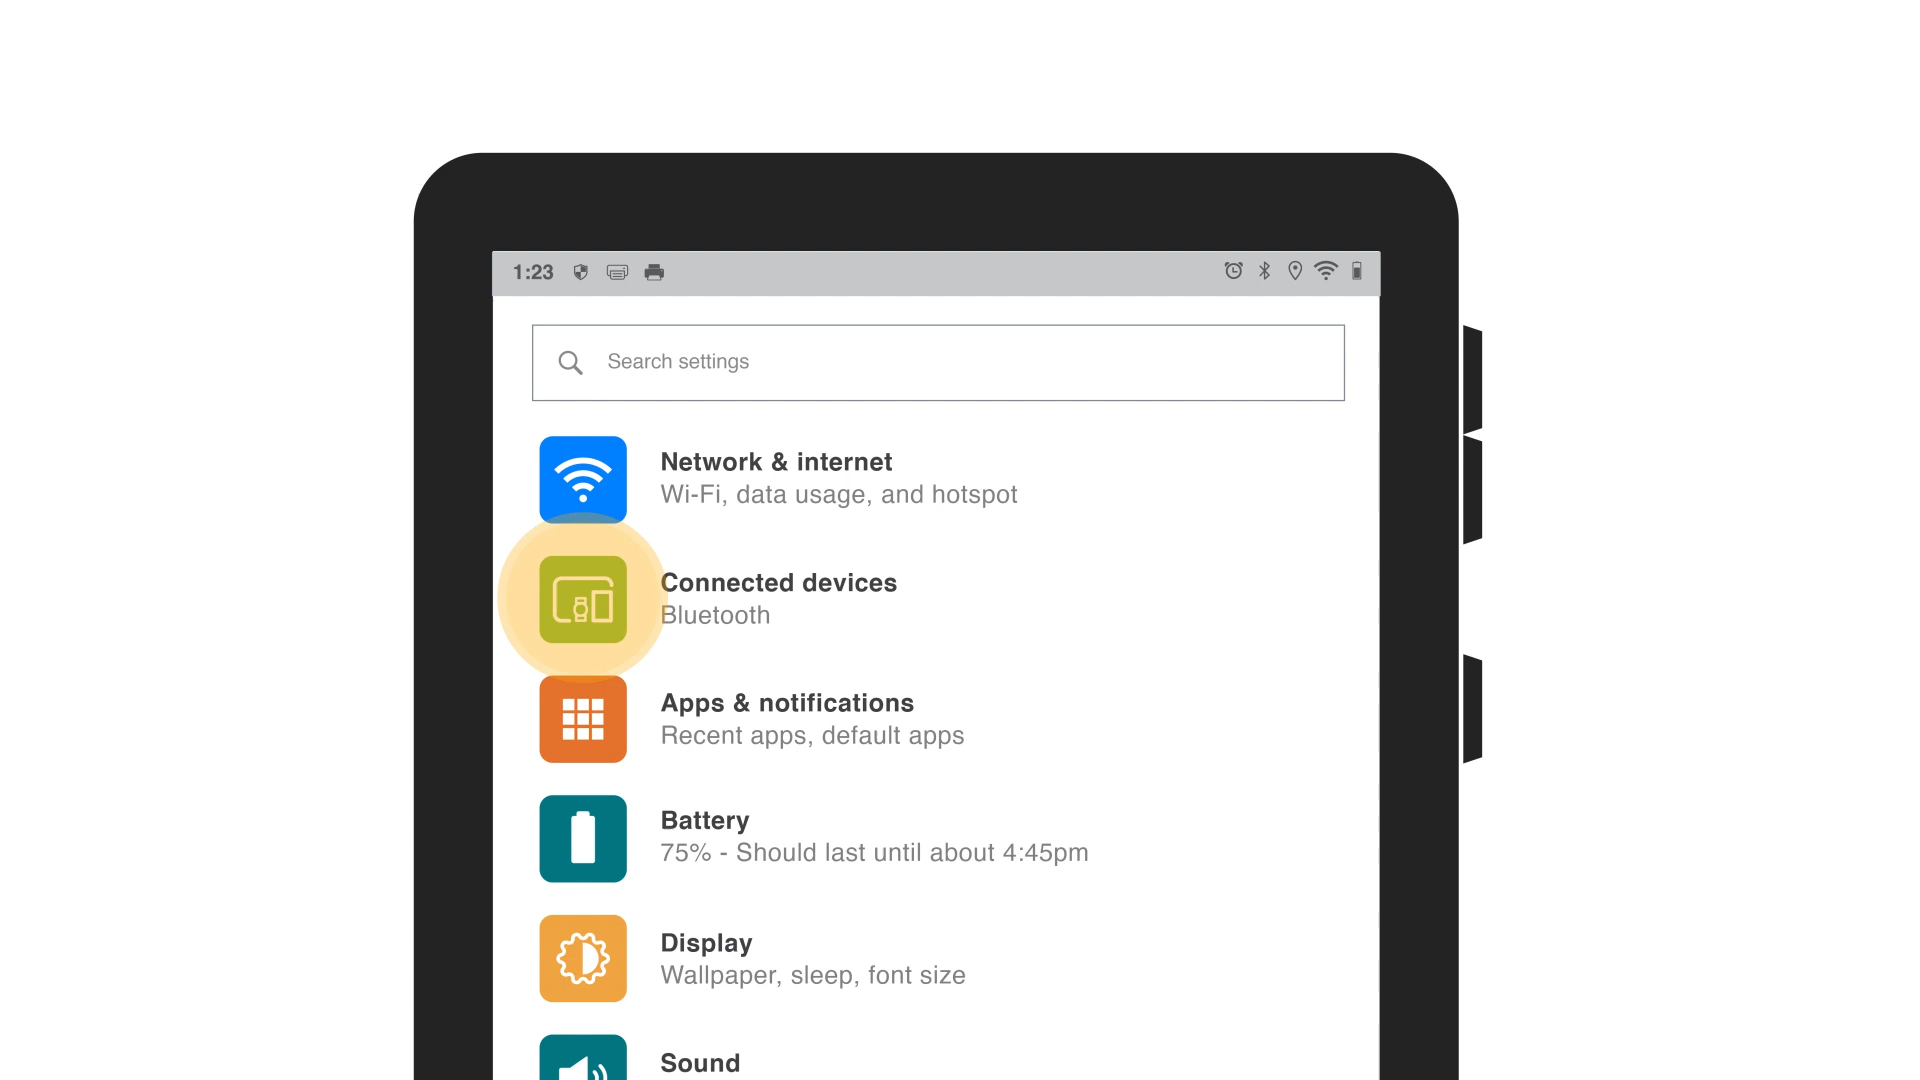 1:23
Search settings
Network & internet
Wi-Fi, data usage, and hotspot
Connected devices
Bluetooth
Apps & notifications
Recent apps, default apps
Battery
75% - Should last until about 4:45pm
Display
Wallpaper, sleep, font size
Sound